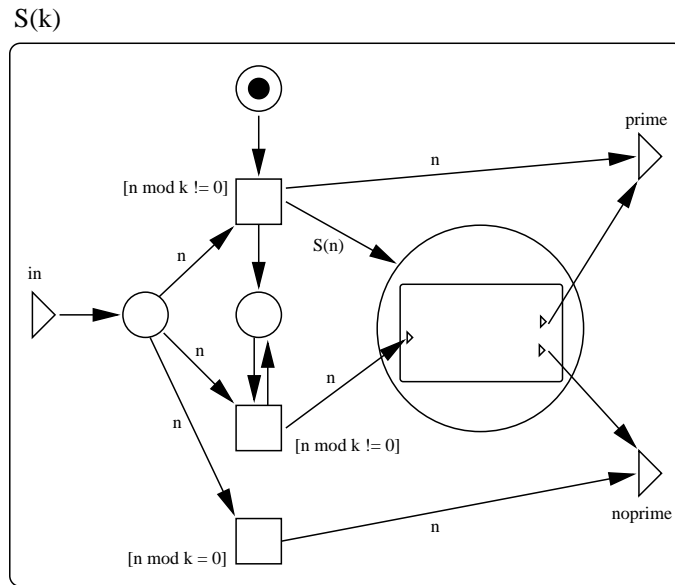 S(k)
prime
n
[n mod k != 0]
S(n)
n
in
n
n
n
[n mod k != 0]
noprime
n
[n mod k = 0]